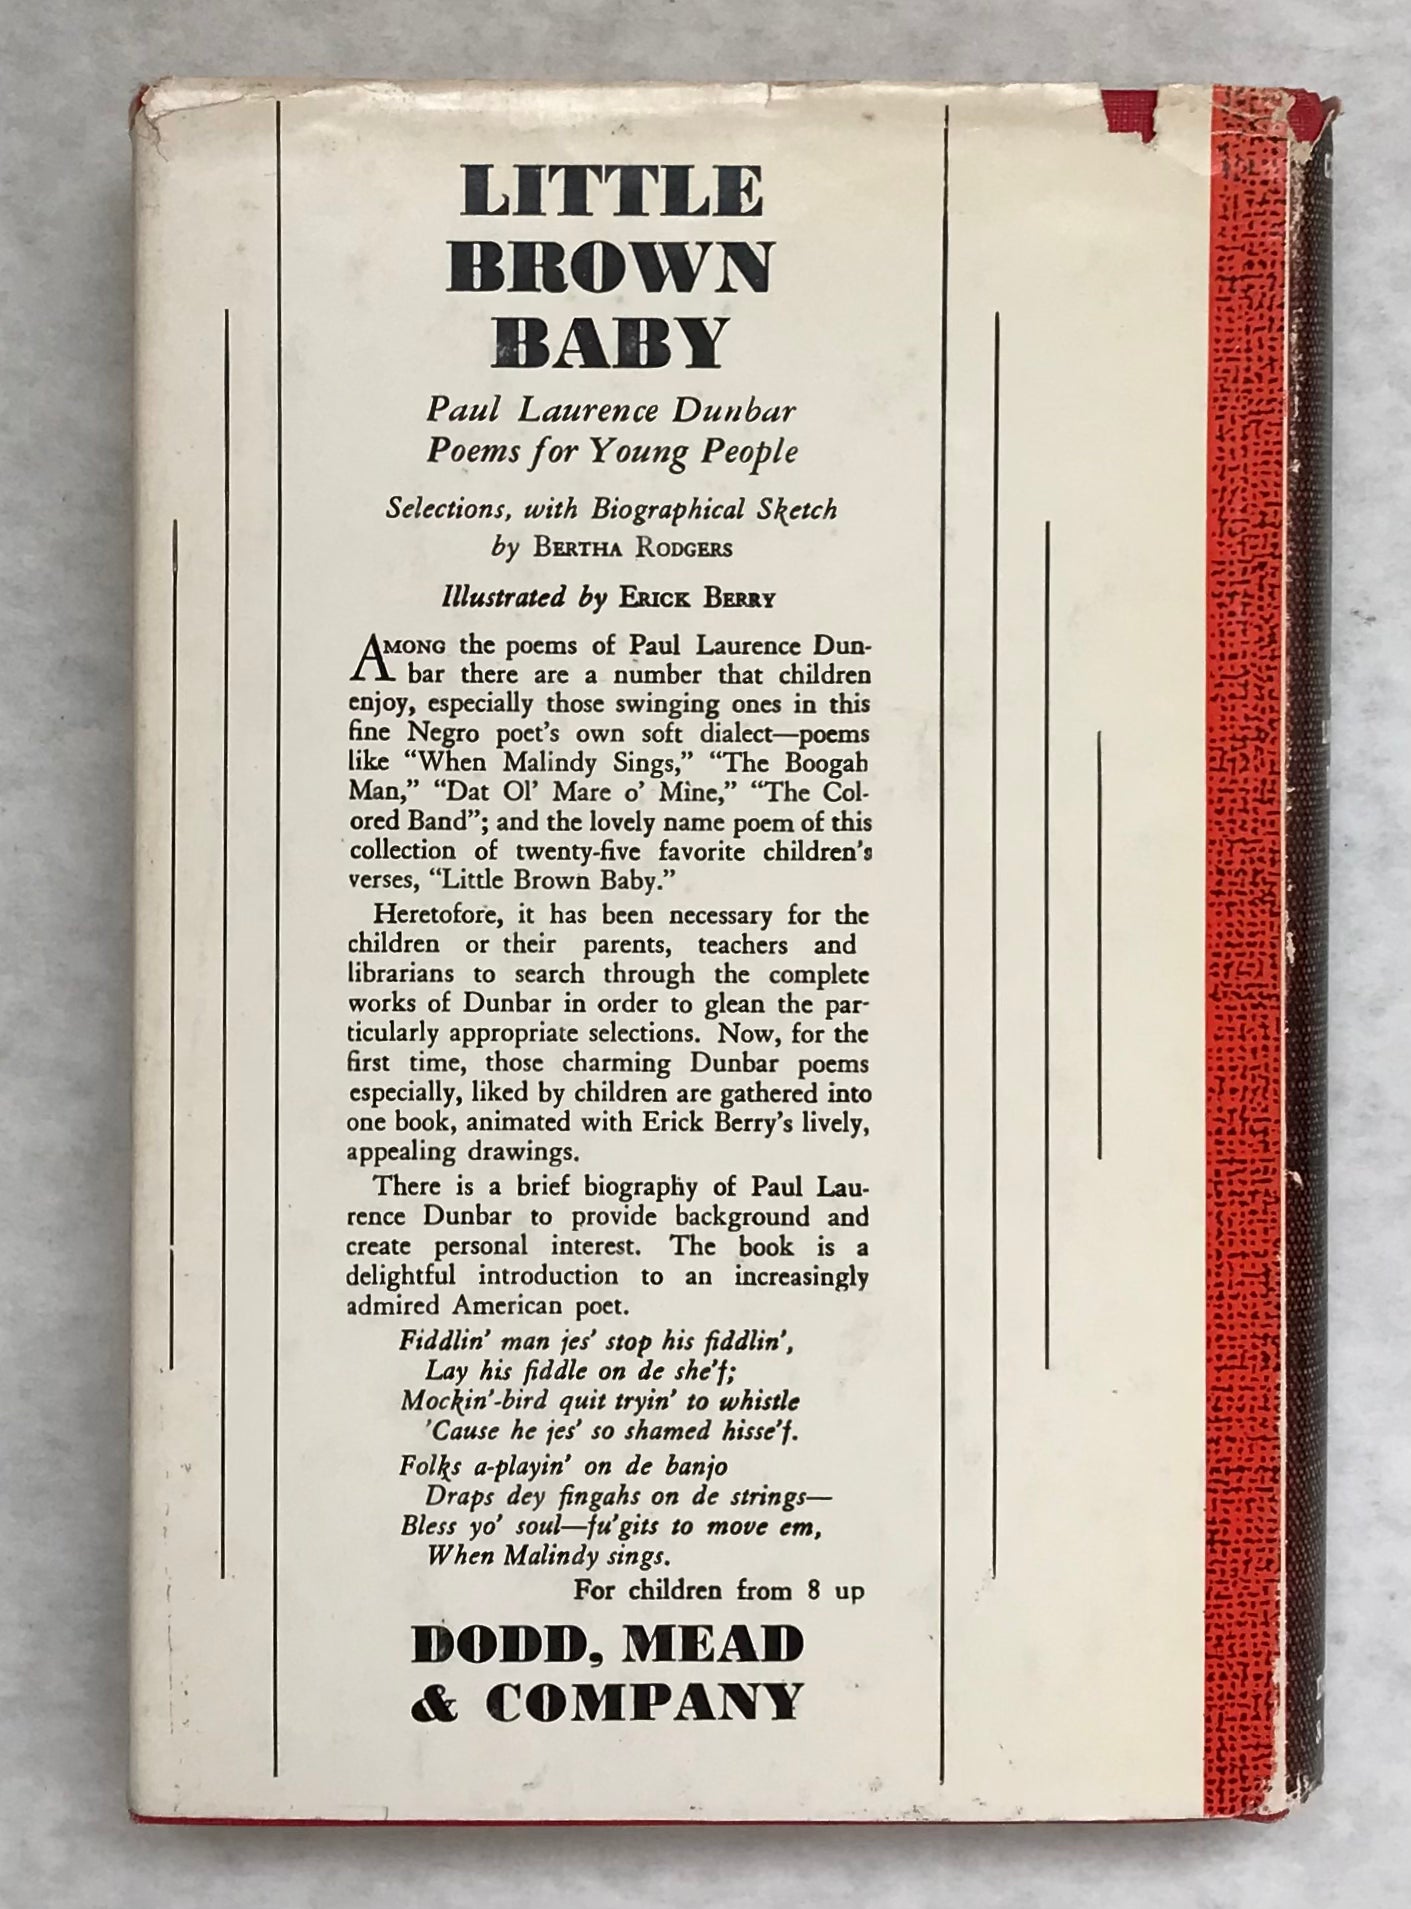 LITTLE
BROWN
BABY
Paul Laurence Dunbar
Poems for Young People
Selections, with Biographical Sketch
by BERTHA RODGERS
Illustrated by ERICK BERRY
AMONG the poems of Paul Laurence Dun-
bar there are a number that children
enjoy, especially those swinging ones in this
fine Negro poet's own soft dialect—poems
like “When Malindy Sings,” “The Boogah
Man,” “Dat Ol' Mare o' Mine,” “The Col-
ored Band”; and the lovely name poem of this
collection of twenty-five favorite children's
verses, “Little Brown Baby.”
Heretofore, it has been necessary for the
children or their parents, teachers and
librarians to search through the complete
works of Dunbar in order to glean the par-
ticularly appropriate selections. Now, for the
first time, those charming Dunbar poems
especially, liked by children are gathered into
one book, animated with Erick Berry's lively,
appealing drawings.
There is a brief biography of Paul Lau-
rence Dunbar to provide background and
create personal interest. The book is a
delightful introduction to an increasingly
admired American poet.
Fiddlin' man jes' stop his fiddlin',
Lay his fiddle on de she'f;
Mockin'-bird quit tryin' to whistle
'Cause he jes' so shamed hisse'f.
Folks a-playin' on de banjo
Draps dey fingahs on de strings—
Bless yo' soul—fu'gits to move em,
When Malindy sings.
For children from 8 up
DODD, MEAD
& COMPANY